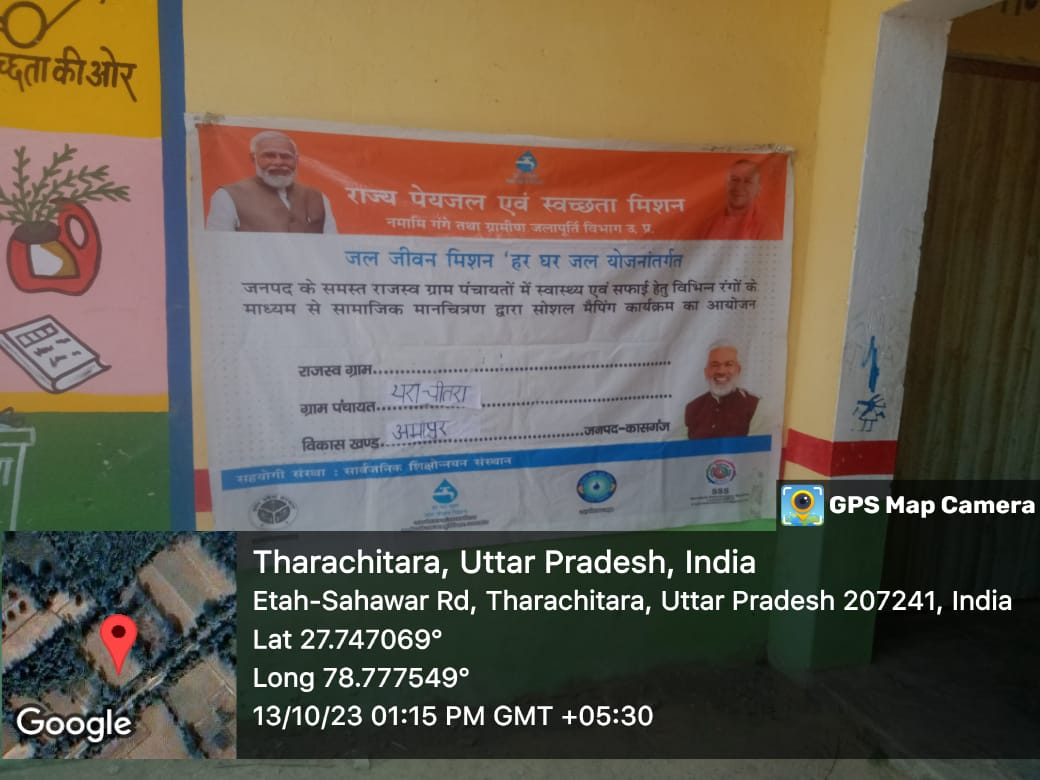 च्छता की ओर
राज्य पेयजल एवं स्वच्छता मिशन
नमामि गंगे तथा ग्रामीण जलापूर्ति विभाग उ. प्र.
जल जीवन मिशन 'हर घर जल योजनांतर्गत
जनपद के समस्त राजस्व ग्राम पंचायतों में स्वास्थ्य एवं सफाई हेतु विभिन्न रंगों के
माध्यम से सामाजिक मानचित्रण द्वारा सोशल मैपिंग कार्यक्रम का आयोजन
राजस्व ग्राम
ग्राम पंचायत
विकास खण्ड अमापुर जनपद-कासगंज
सहयोगी संस्था : सार्वजनिक शिक्षोन्नयन संस्थान
SSS
GPS Map Camera
Tharachitara, Uttar Pradesh, India
Etah-Sahawar Rd, Tharachitara, Uttar Pradesh 207241, India
Lat 27.747069°
Long 78.777549°
13/10/23 01:15 PM GMT +05:30
Google